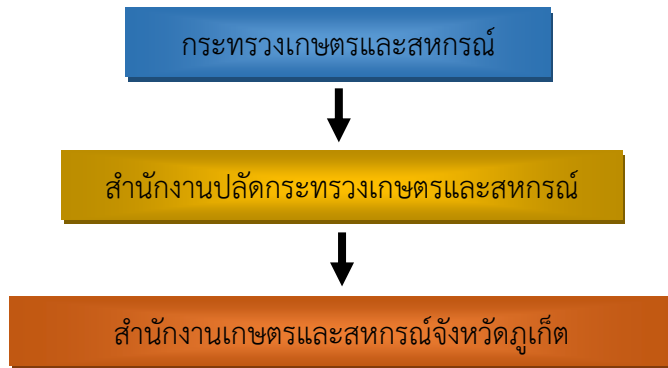 กระทรวงเกษตรและสหกรณ์
สำนักงานปลัดกระทรวงเกษตรและสหกรณ์
สำนักงานเกษตรและสหกรณ์จังหวัดภูเก็ต